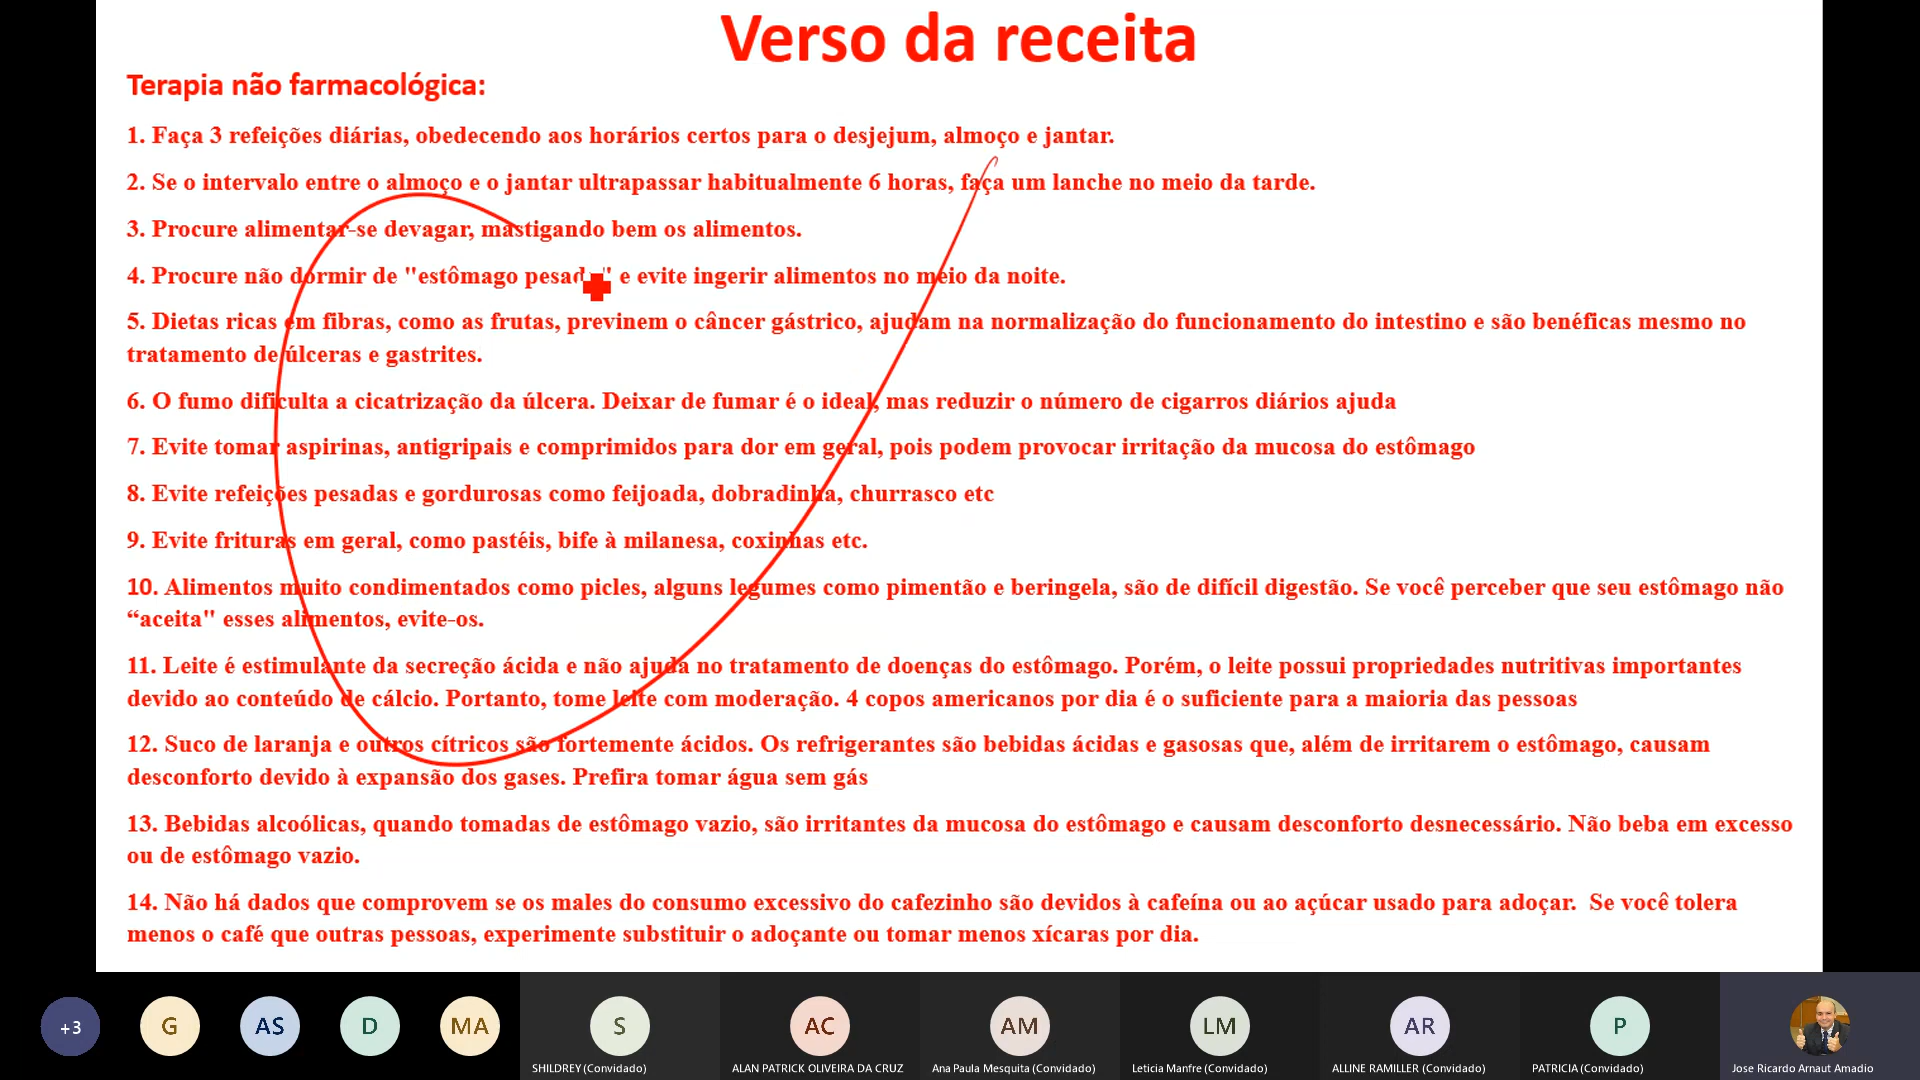 Verso da receita
Terapia não farmacológica:
1. Faça 3 refeições diárias, obedecendo aos horários certos para o desjejum, almoço e jantar.
2. Se o intervalo entre o almoço e o jantar ultrapassar habitualmente 6 horas, faça um lanche no meio da tarde.
3. Procure alimentar-se devagar, mastigando bem os alimentos.
4. Procure não dormir de "estômago pesado" e evite ingerir alimentos no meio da noite.
5. Dietas ricas em fibras, como as frutas, previnem o câncer gástrico, ajudam na normalização do funcionamento do intestino e são benéficas mesmo no
tratamento de úlceras e gastrites.
6. O fumo dificulta a cicatrização da úlcera. Deixar de fumar é o ideal, mas reduzir o número de cigarros diários ajuda
7. Evite tomar aspirinas, antigripais e comprimidos para dor em geral, pois podem provocar irritação da mucosa do estômago
8. Evite refeições pesadas e gordurosas como feijoada, dobradinha, churrasco etc
9. Evite frituras em geral, como pastéis, bife à milanesa, coxinhas etc.
10. Alimentos muito condimentados como picles, alguns legumes como pimentão e beringela, são de difícil digestão. Se você perceber que seu estômago não
“aceita" esses alimentos, evite-os.
11. Leite é estimulante da secreção ácida e não ajuda no tratamento de doenças do estômago. Porém, o leite possui propriedades nutritivas importantes
devido ao conteúdo de cálcio. Portanto, tome leite com moderação. 4 copos americanos por dia é o suficiente para a maioria das pessoas
12. Suco de laranja e outros cítricos são fortemente ácidos. Os refrigerantes são bebidas ácidas e gasosas que, além de irritarem o estômago, causam
desconforto devido à expansão dos gases. Prefira tomar água sem gás
13. Bebidas alcoólicas, quando tomadas de estômago vazio, são irritantes da mucosa do estômago e causam desconforto desnecessário. Não beba em excesso
ou de estômago vazio.
14. Não há dados que comprovem se os males do consumo excessivo do cafezinho são devidos à cafeína ou ao açúcar usado para adoçar. Se você tolera
menos o café que outras pessoas, experimente substituir o adoçante ou tomar menos xícaras por dia.
+3 G AS D MA S AC AM LM AR P
SHILDREY (Convidado) ALAN PATRICK OLIVEIRA DA CRUZ Ana Paula Mesquita (Convidado) Leticia Manfre (Convidado) ALLINE RAMILLER (Convidado) PATRICIA (Convidado) Jose Ricardo Arnaut Amadio